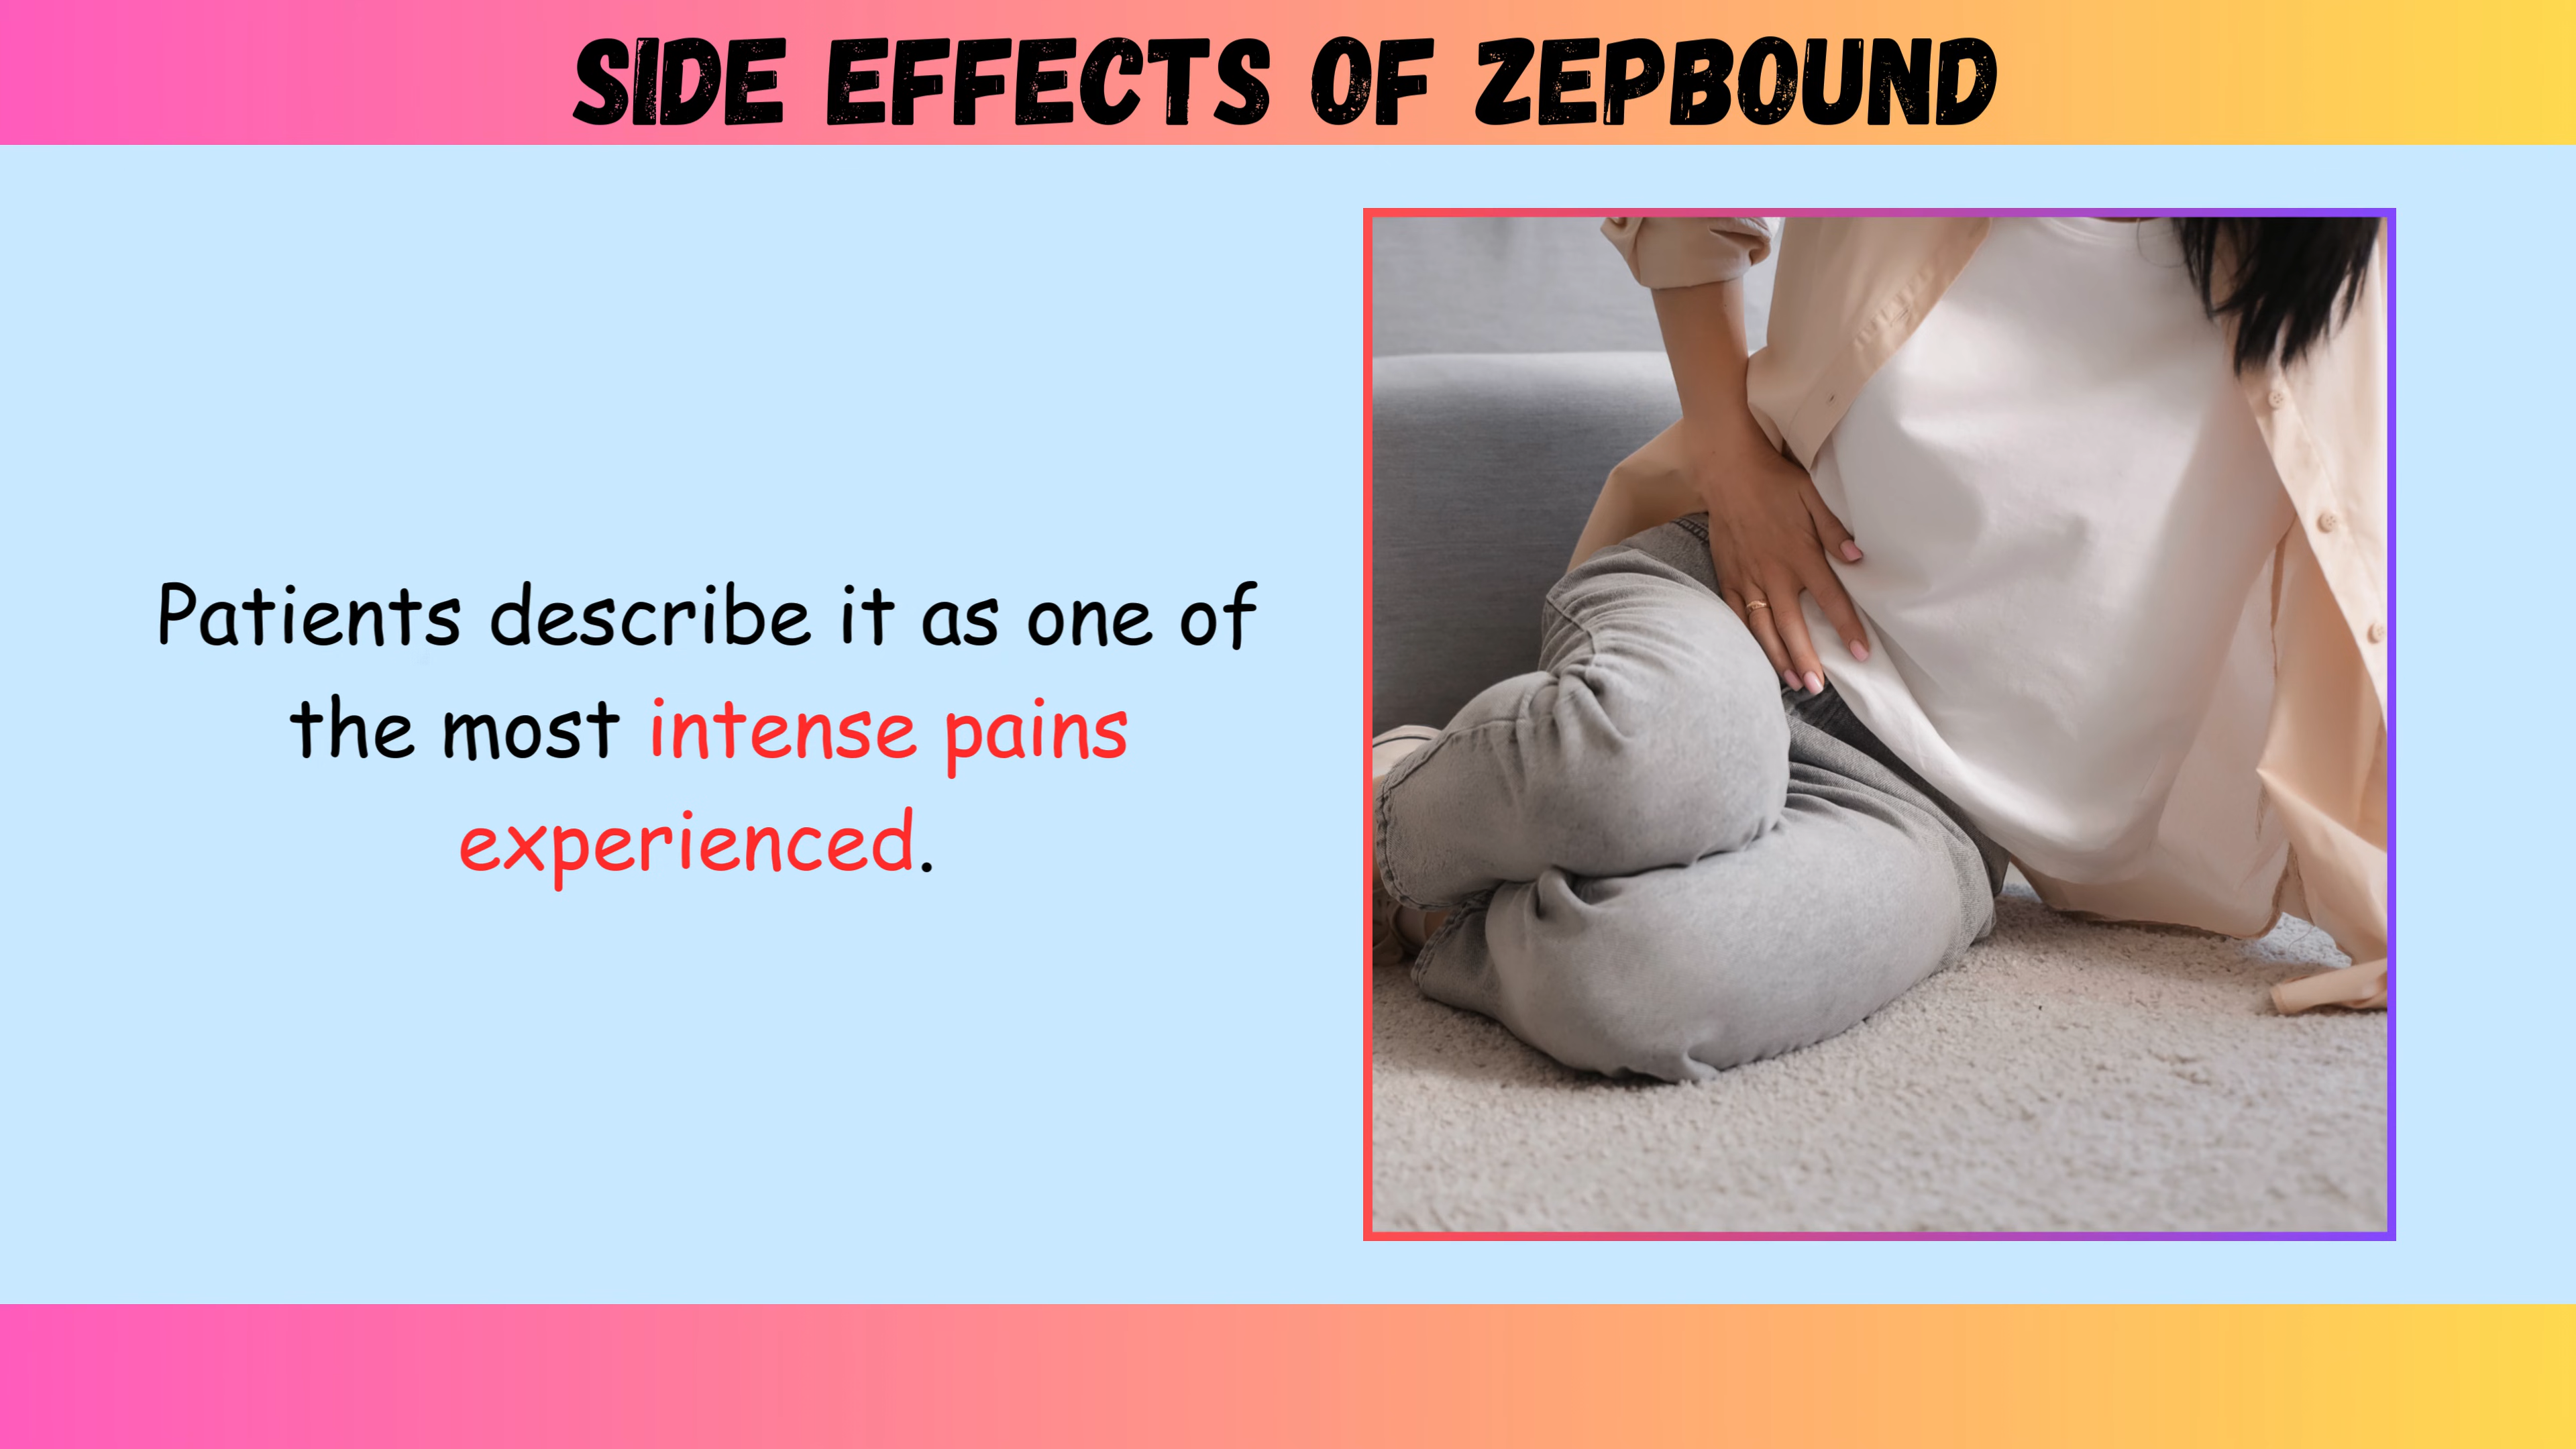 SIDE EFFECTS OF ZEPBOUND
Patients describe it as one of
the most intense pains
experienced.